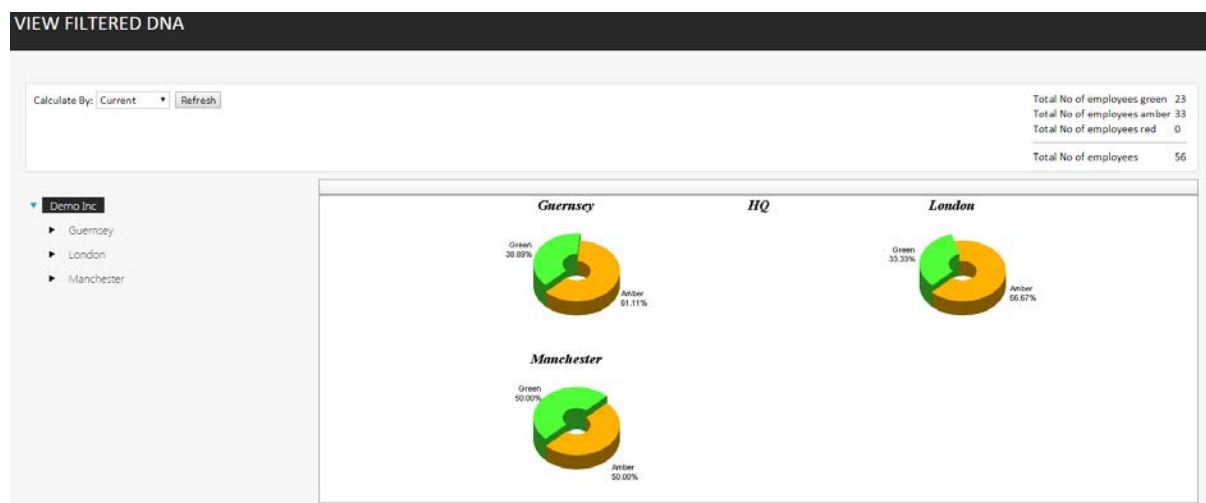 VIEW FILTERED DNA
Calculate By: Current Refresh
Total No of employees green 23
Total No of employees amber 33
Total No of employees red 0
Total No of employees 56
Demo Inc
Guernsey
London
Manchester
Guernsey HQ London
Green
38.89%
Amber
61.11%
Green
33.33%
Amber
66.67%
Manchester
Green
50.00%
Amber
50.00%